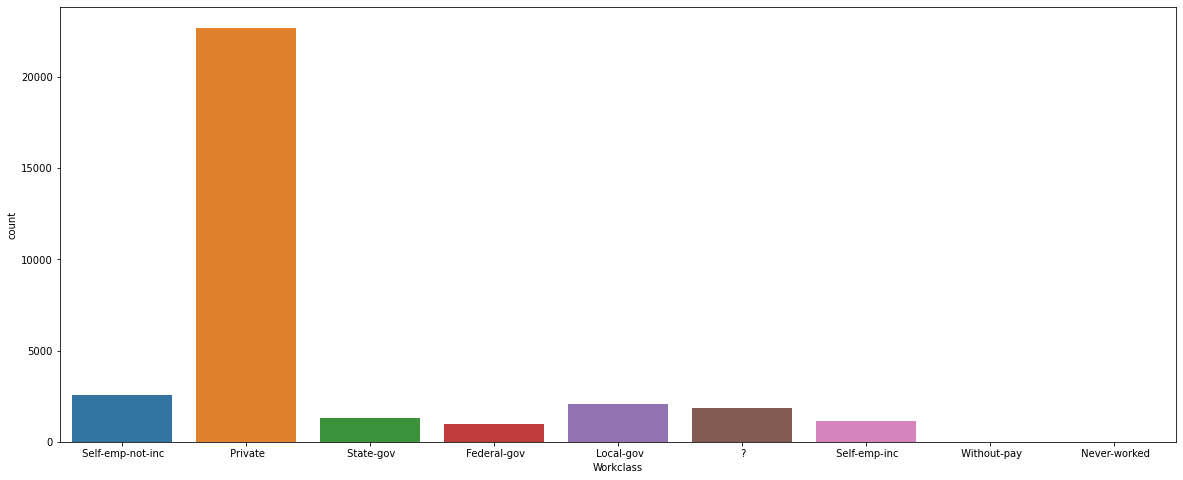 20000
15000
10000
5000
0
count
Self-emp-not-inc Private State-gov Federal-gov Local-gov ? Self-emp-inc Without-pay Never-worked
Workclass